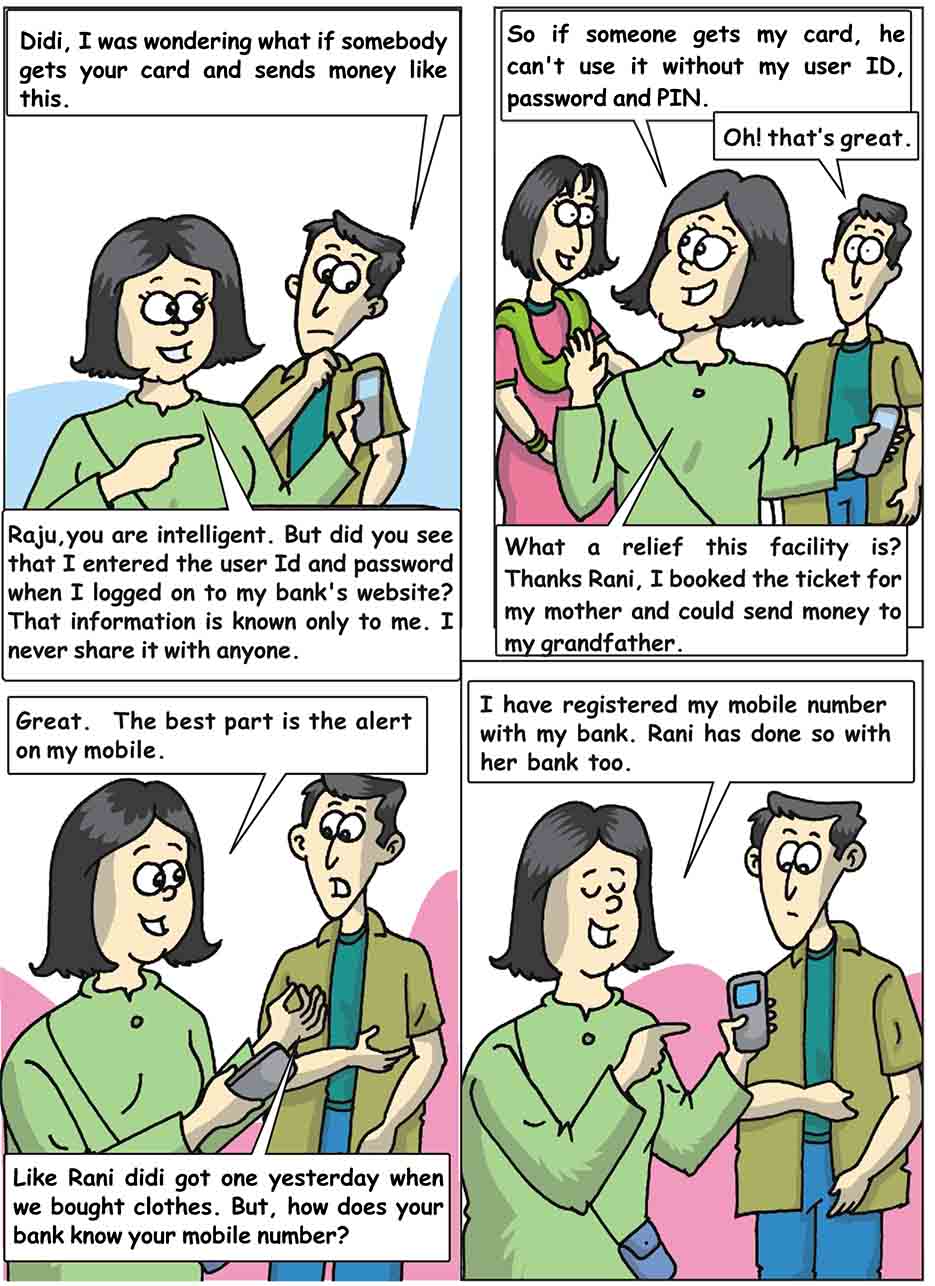 Didi, I was wondering what if somebody
gets your card and sends money like
this.
Raju,you are intelligent. But did you see
that I entered the user Id and password
when I logged on to my bank's website?
That information is known only to me. I
never share it with anyone.
So if someone gets my card, he
can't use it without my user ID,
password and PIN.
Oh! that's great.
What a relief this facility is?
Thanks Rani, I booked the ticket for
my mother and could send money to
my grandfather.
Great. The best part is the alert
on my mobile.
Like Rani didi got one yesterday when
we bought clothes. But, how does your
bank know your mobile number?
I have registered my mobile number
with my bank. Rani has done so with
her bank too.